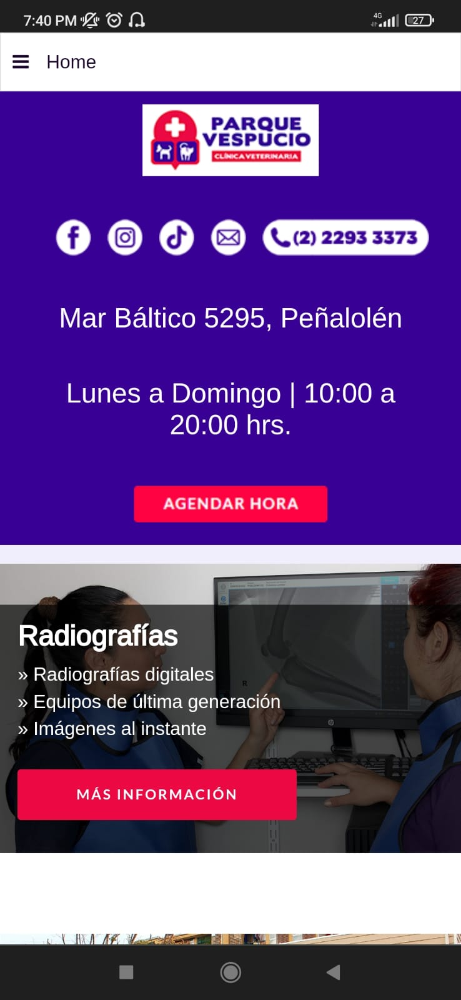 7:40 PM
4G
27
Home
PARQUE
VESPUCIO
CLÍNICA VETERINARIA
(2) 2293 3373
Mar Báltico 5295, Peñalolén
Lunes a Domingo | 10:00 a
20:00 hrs.
AGENDAR HORA
Radiografías
» Radiografías digitales
» Equipos de última generación
» Imágenes al instante
R
hp
MÁS INFORMACIÓN